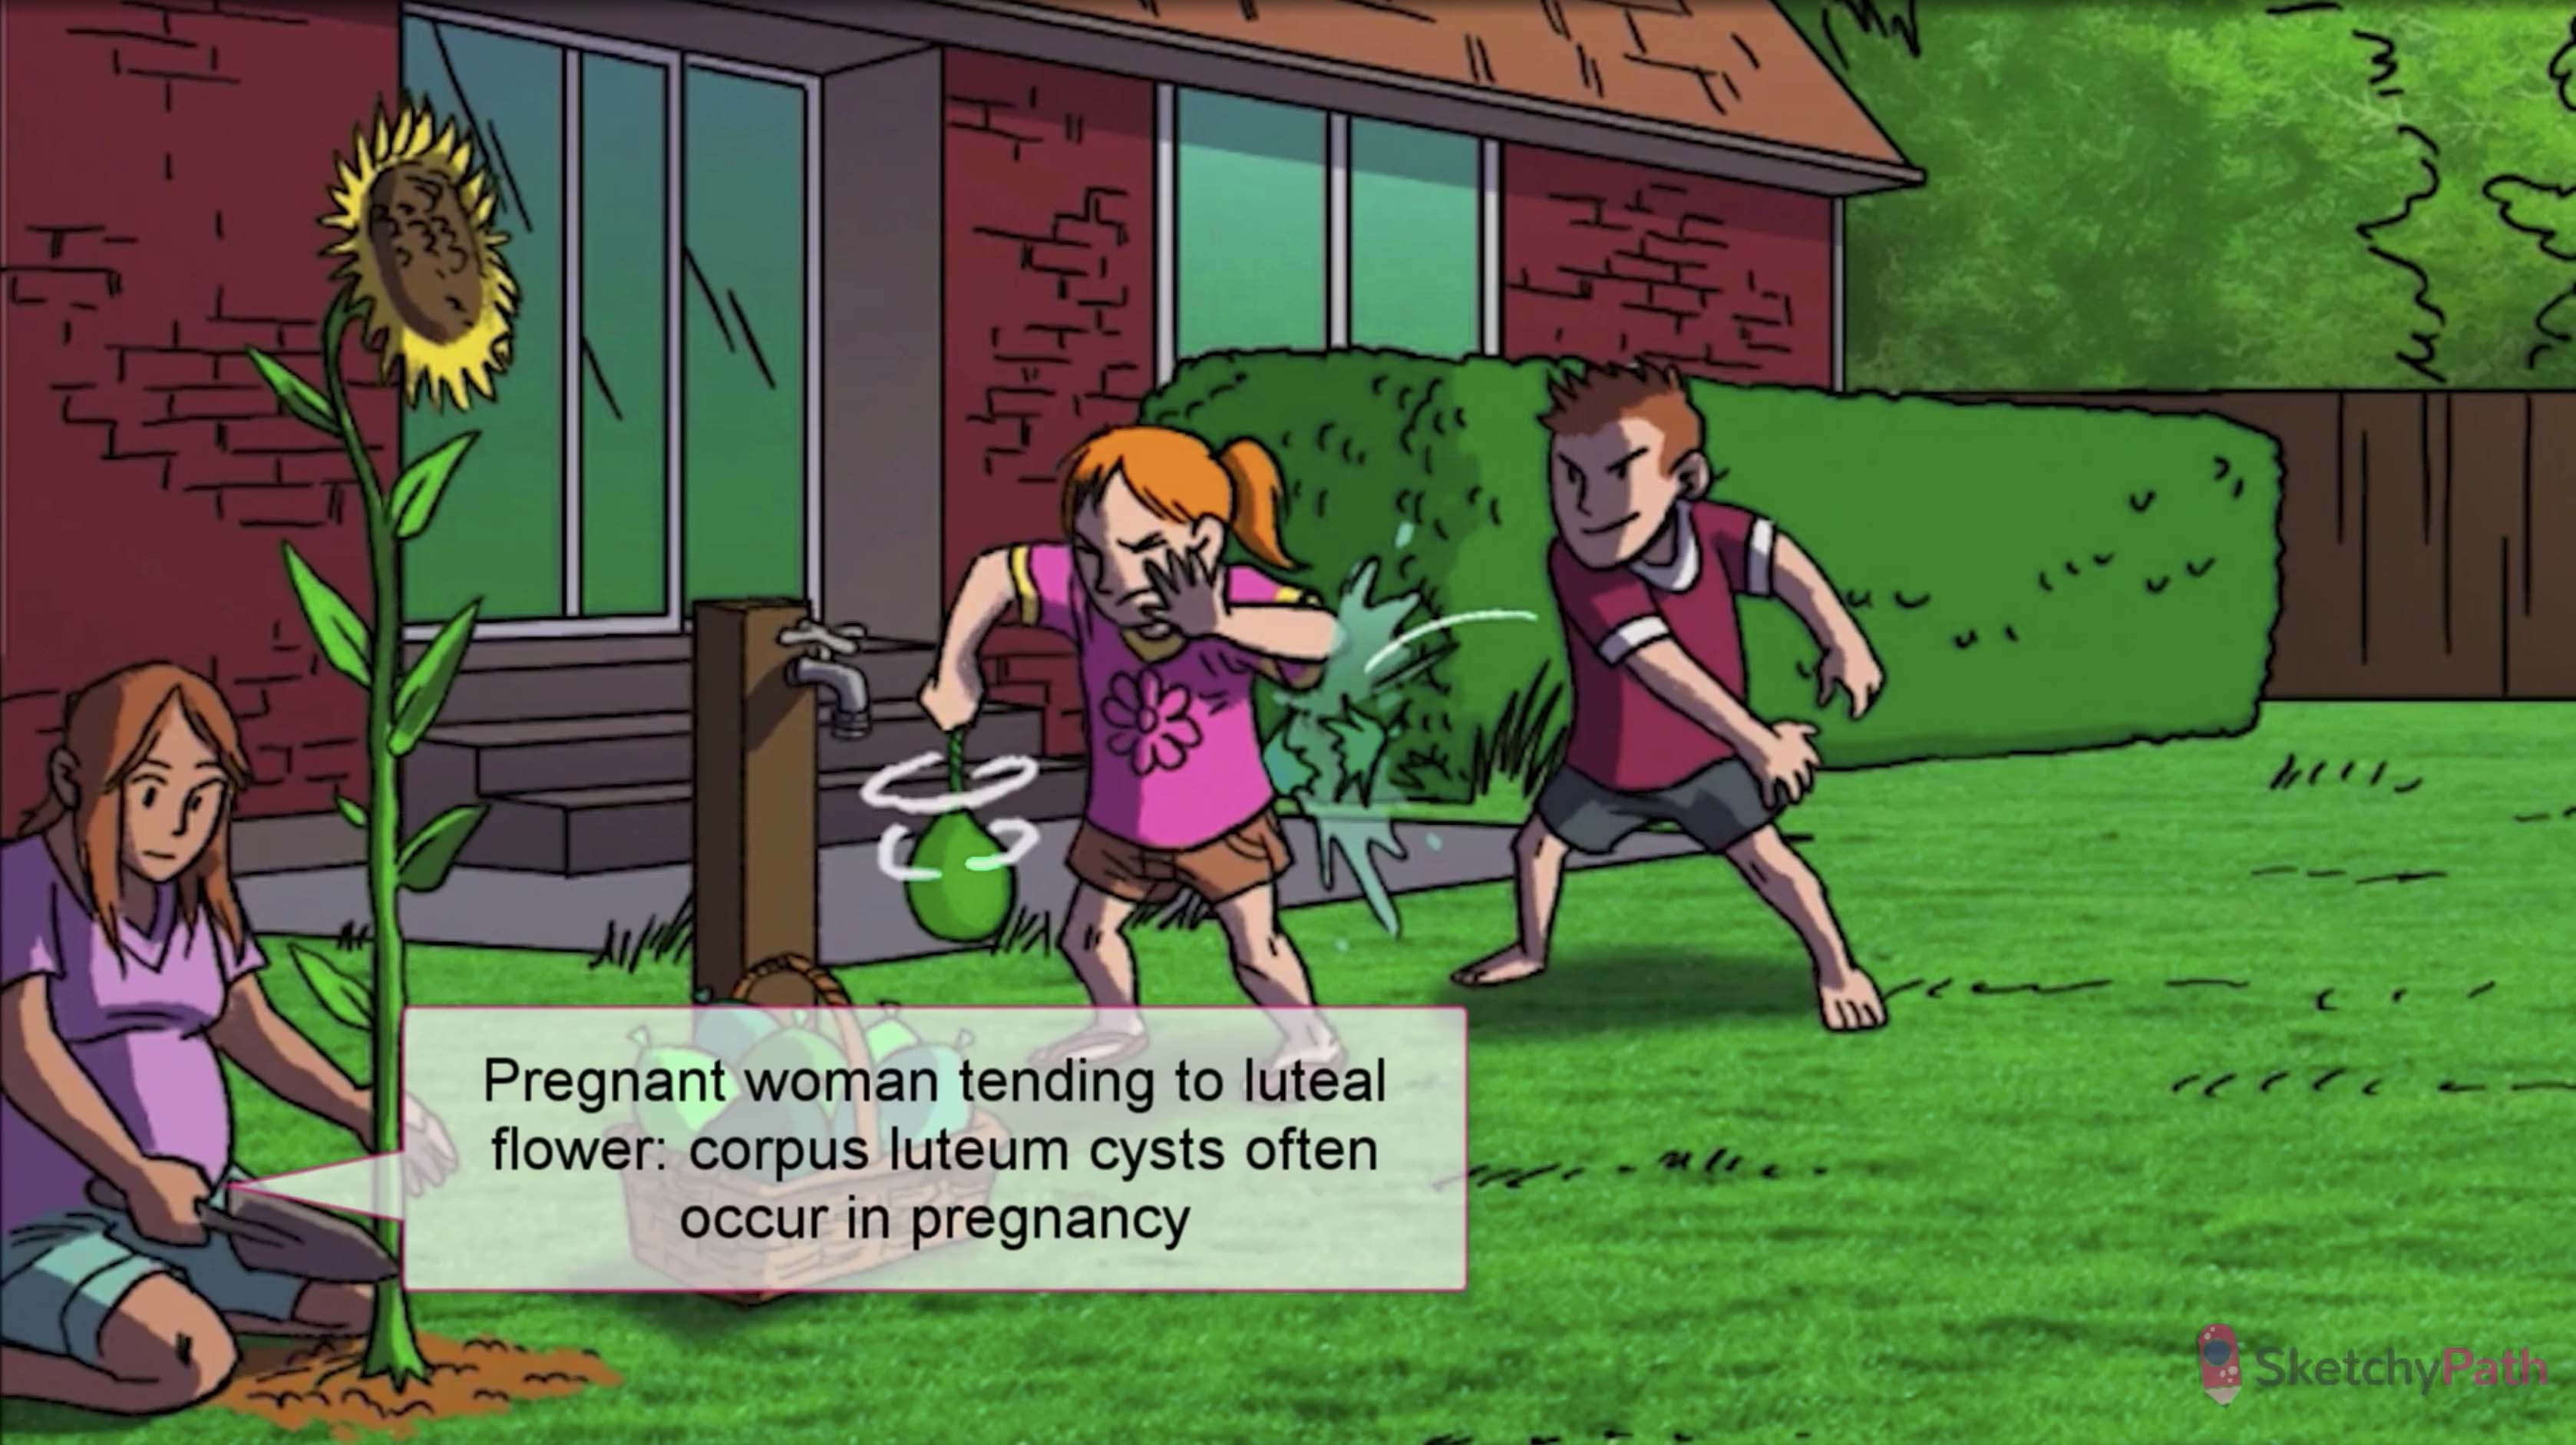 Pregnant woman tending to luteal
flower: corpus luteum cysts often
occur in pregnancy
SketchyPath